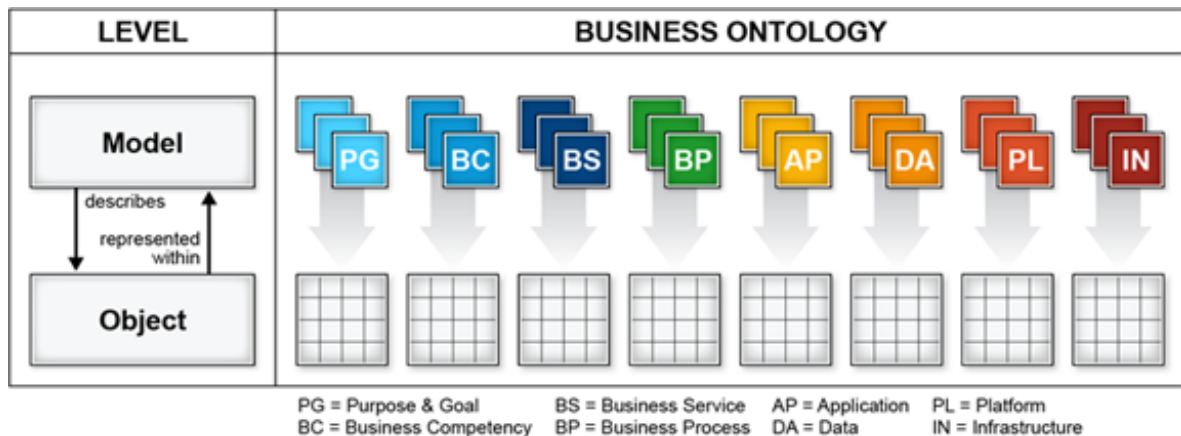 LEVEL
BUSINESS ONTOLOGY
Model
describes
represented
within
Object
PG
BC
BS
BP
AP
DA
PL
IN
PG = Purpose & Goal
BS = Business Service
AP = Application
PL = Platform
BC = Business Competency
BP = Business Process
DA = Data
IN = Infrastructure